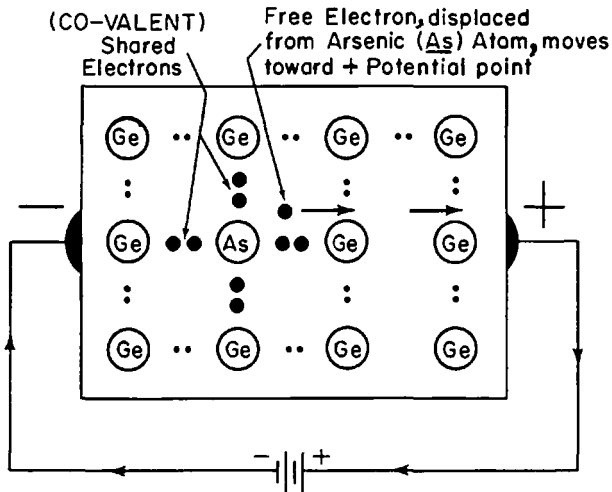 (CO-VALENT)
Shared
Electrons
Free Electron, displaced
from Arsenic (As) Atom, moves
toward + Potential point
Ge Ge Ge Ge
− +
Ge As Ge Ge
Ge Ge Ge Ge
- +